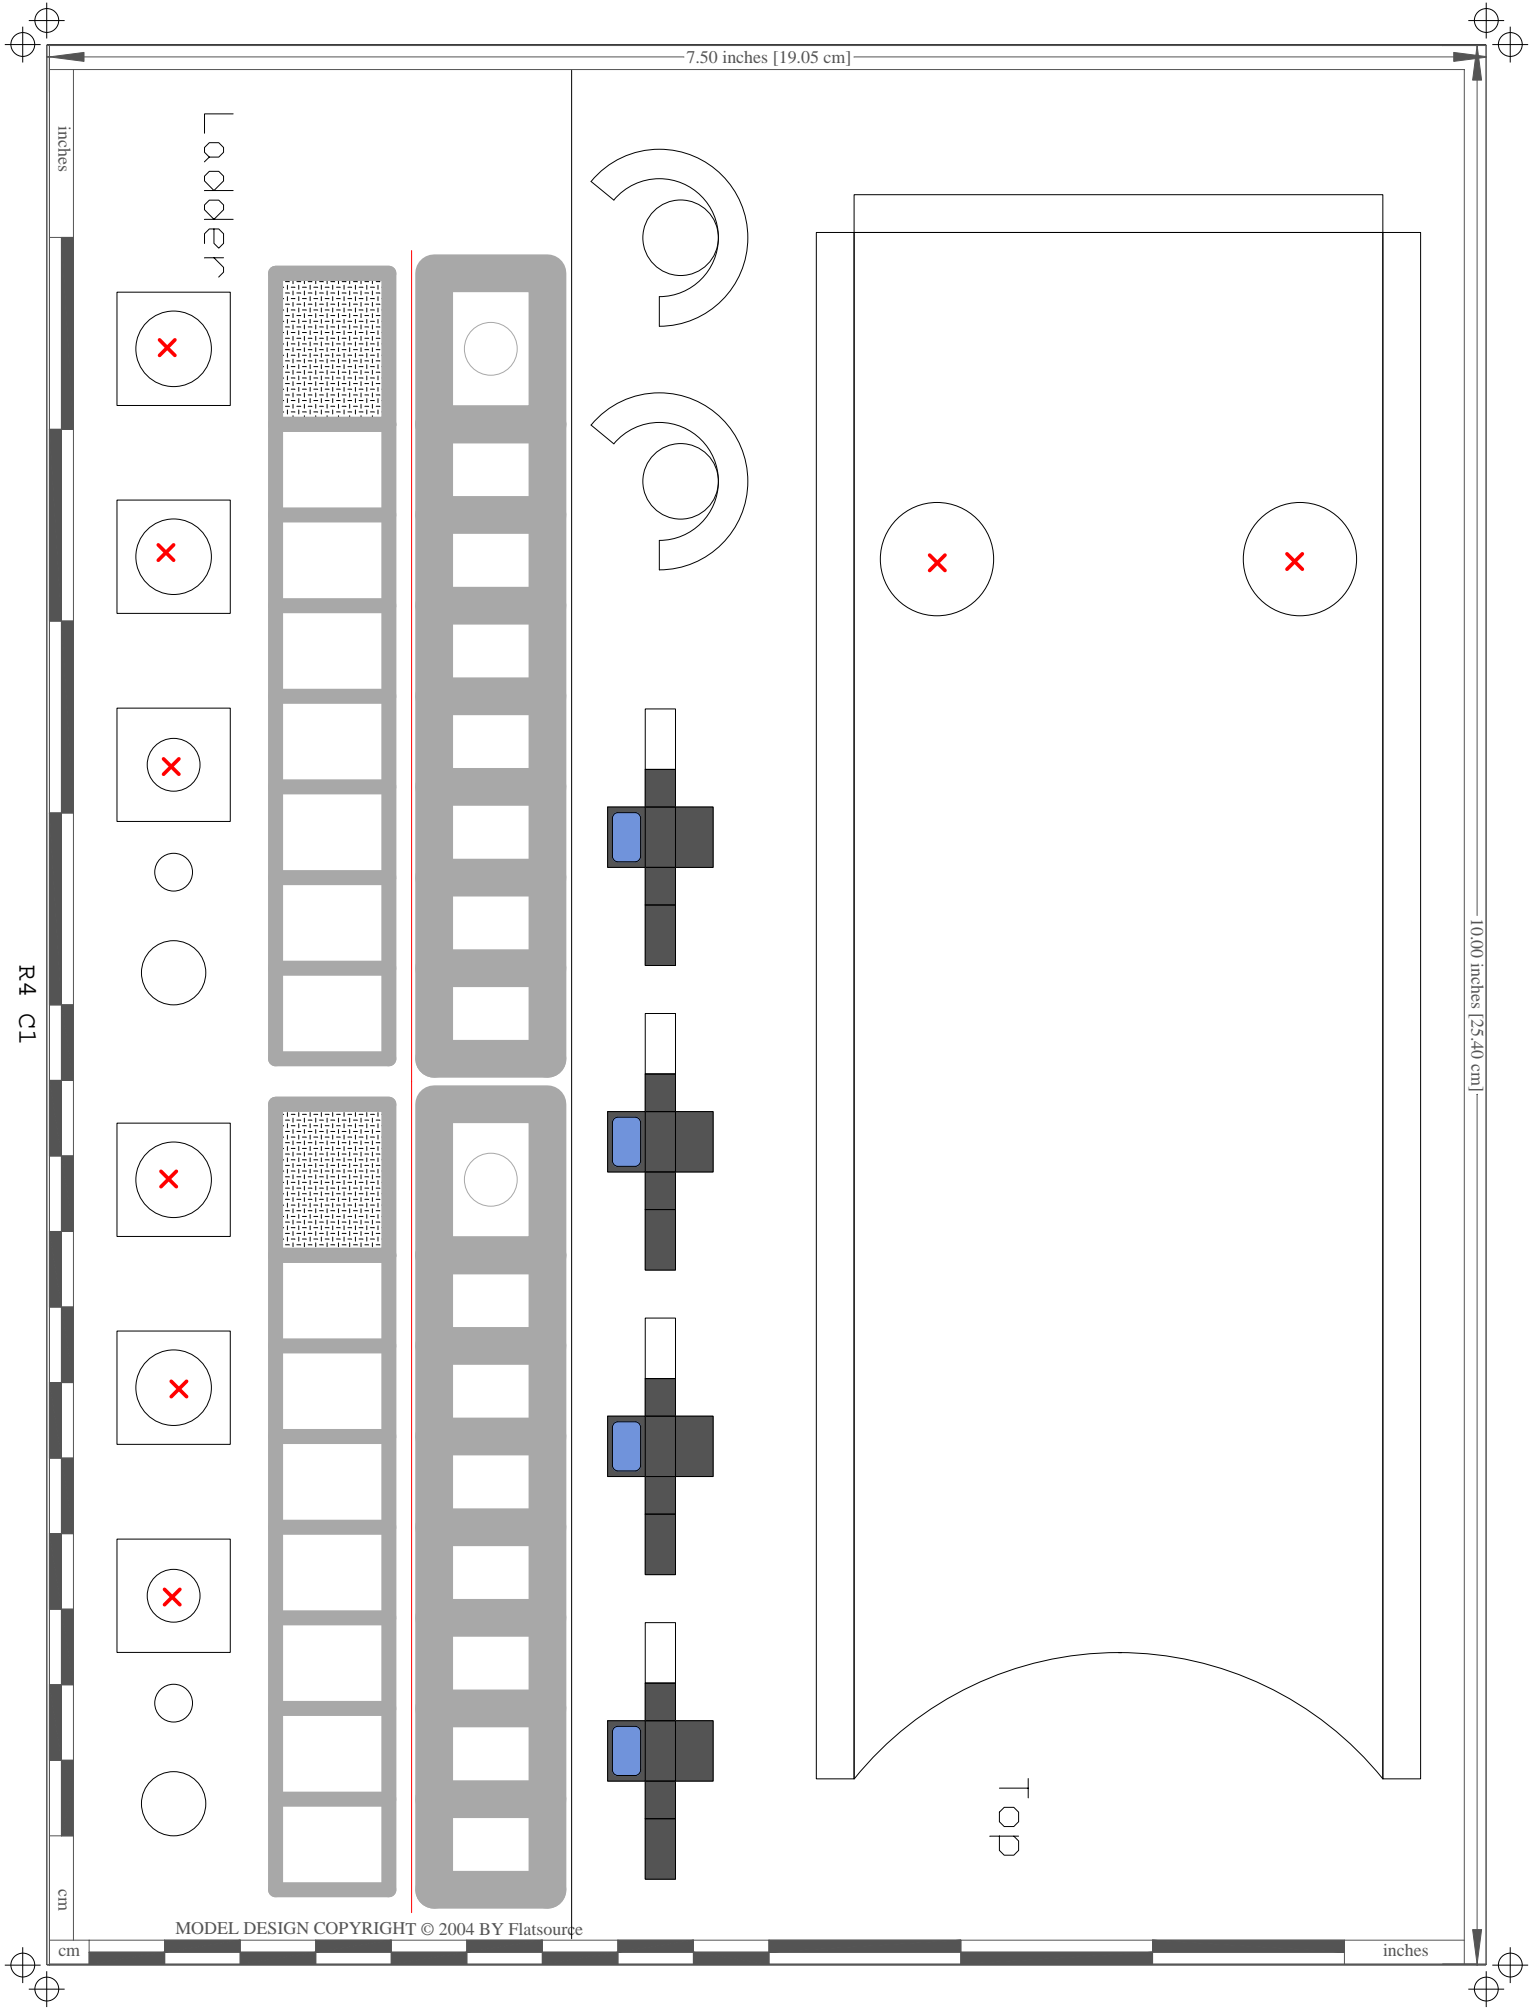 7.50 inches [19.05 cm]
inches
Ladder
10.00 inches [25.40 cm]
R4 C1
Top
cm
MODEL DESIGN COPYRIGHT © 2004 BY Flatsource
cm
inches